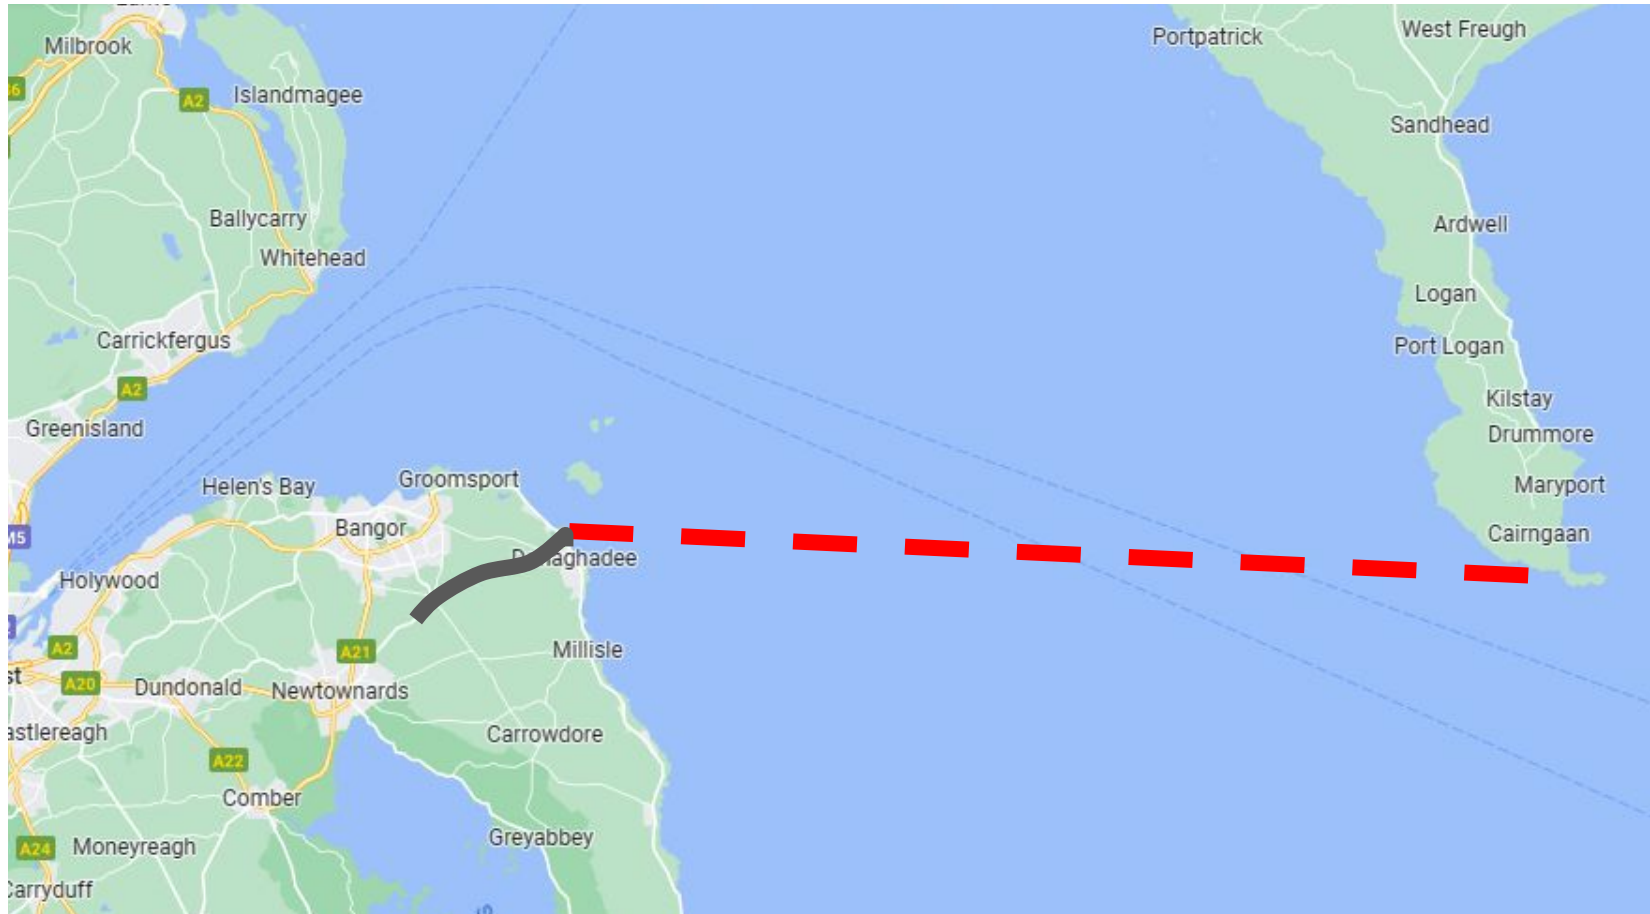 Milbrook
A2
Islandmagee
Portpatrick
West Freugh
Sandhead
Ballycarry
Whitehead
Ardwell
Logan
Carrickfergus
Port Logan
A2
Kilstay
Greenisland
Drummore
Helen's Bay
Groomsport
Maryport
Bangor
Cairngaan
Holywood
A2
A21
Millisle
A20
Dundonald
Newtownards
Carrowdore
A22
Comber
Greyabbey
A24
Moneyreagh